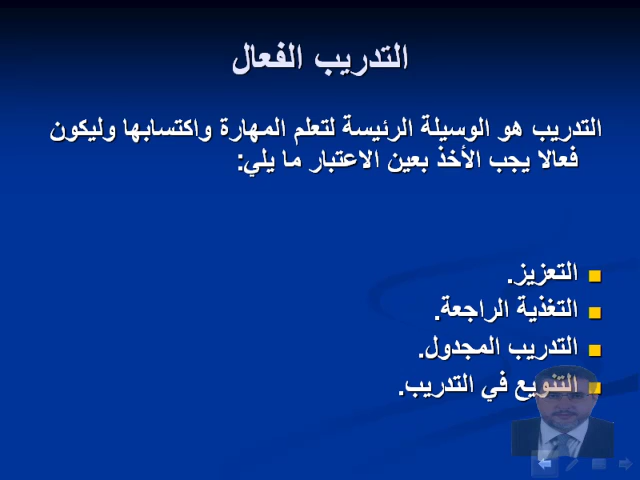 التدريب الفعال
التدريب هو الوسيلة الرئيسة لتعلم المهارة واكتسابها وليكون
فعالا يجب الأخذ بعين الاعتبار ما يلي:
التعزيز.
التغذية الراجعة.
التدريب المجدول.
التنويع في التدريب.